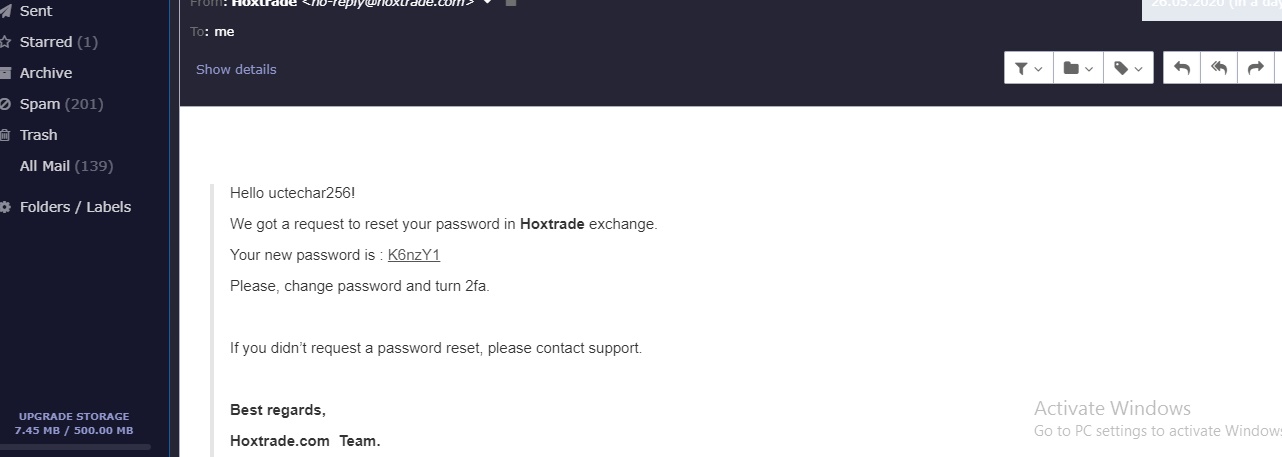 Sent
Starred (1)
Archive
Spam (201)
Trash
All Mail (139)
Folders / Labels
UPGRADE STORAGE
7.45 MB / 500.00 MB
From: Hoxtrade <no-reply@hoxtrade.com>
26.05.2020 (in a day
To: me
Show details
Hello uctechar256!
We got a request to reset your password in Hoxtrade exchange.
Your new password is : K6nzY1
Please, change password and turn 2fa.
If you didn’t request a password reset, please contact support.
Best regards,
Hoxtrade.com Team.
Activate Windows
Go to PC settings to activate Windows